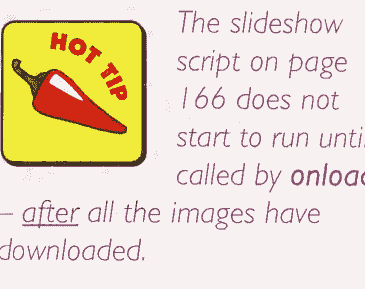 HOT TIP
The slideshow
script on page
166 does not
start to run unti
called by onloa
– after all the images have
downloaded.